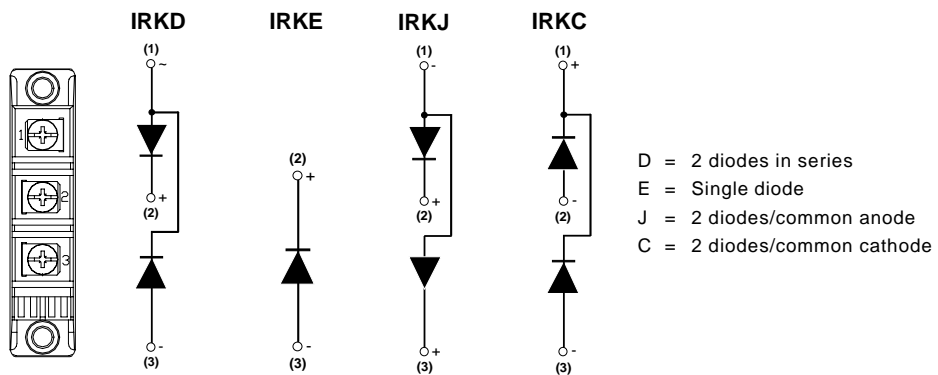 IRKD IRKE IRKJ IRKC
(1) (1) (1)
~ - +
1
2
3
(2)
+
+ + -
(2) (2) (2)
- - + -
(3) (3) (3) (3)
D = 2 diodes in series
E = Single diode
J = 2 diodes/common anode
C = 2 diodes/common cathode